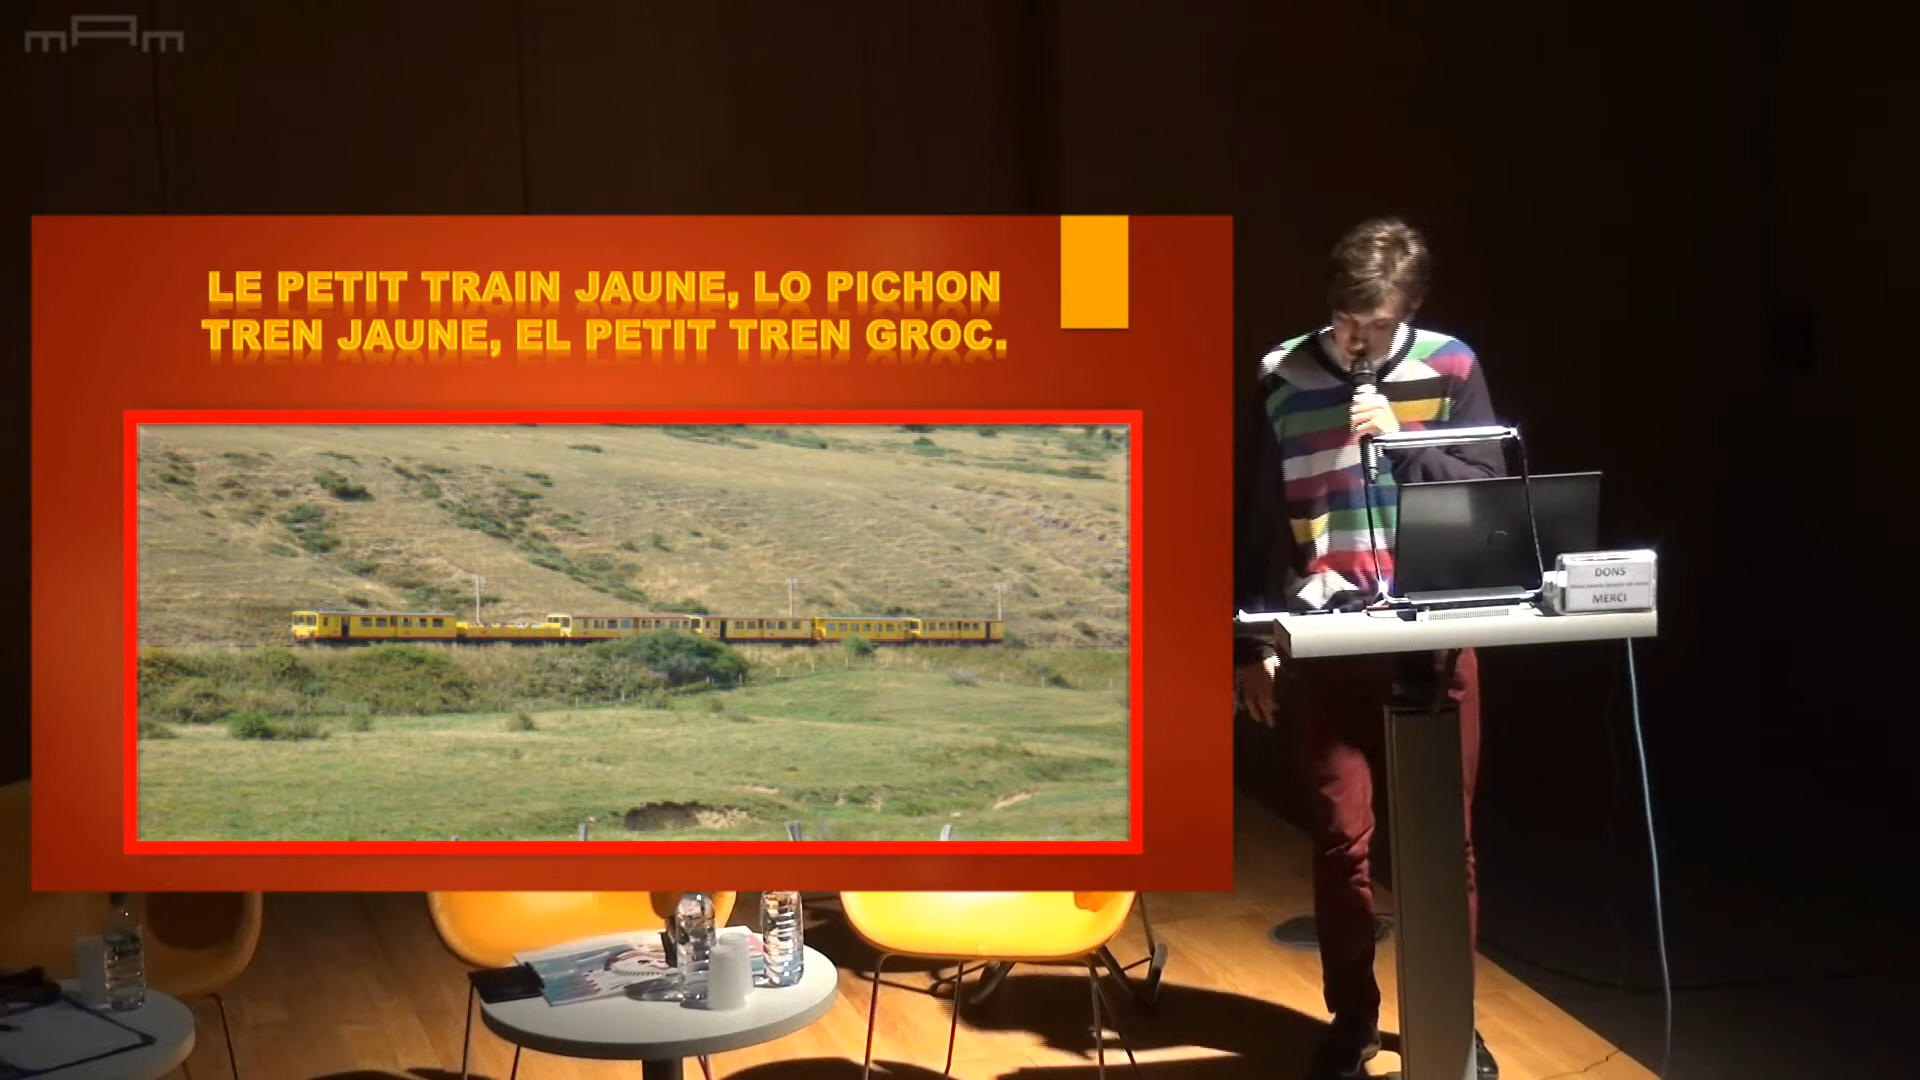 mAm
LE PETIT TRAIN JAUNE, LO PICHON
TREN JAUNE, EL PETIT TREN GROC.
DONS
MERCI